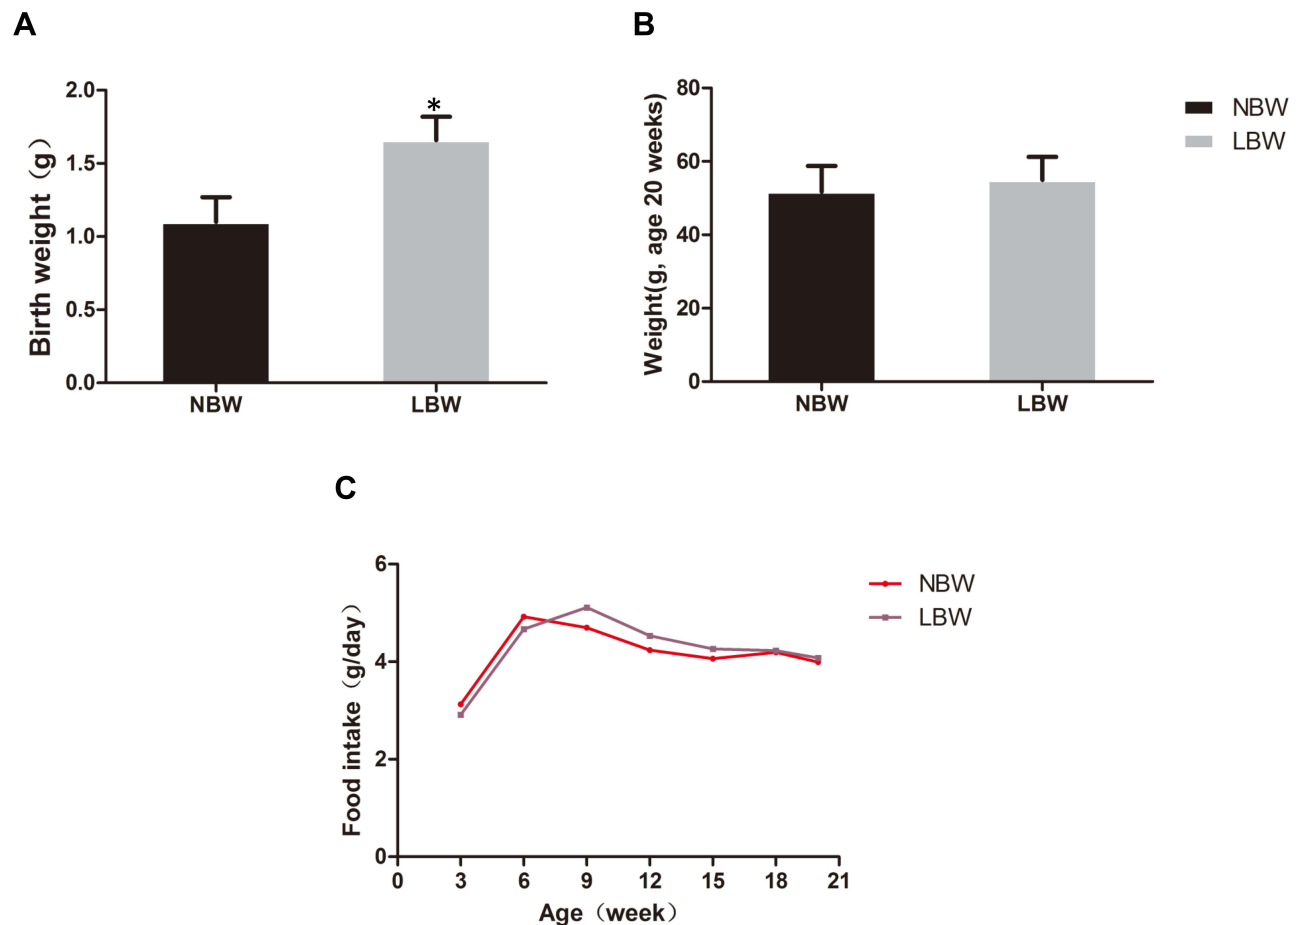 A
B
2.0
1.5
1.0
0.5
0.0
Birth weight（g）
*
NBW
LBW
80
60
40
20
0
Weight(g, age 20 weeks)
NBW
LBW
NBW
LBW
C
6
4
2
0
Food intake（g/day）
0 3 6 9 12 15 18 21
Age（week）
NBW
LBW